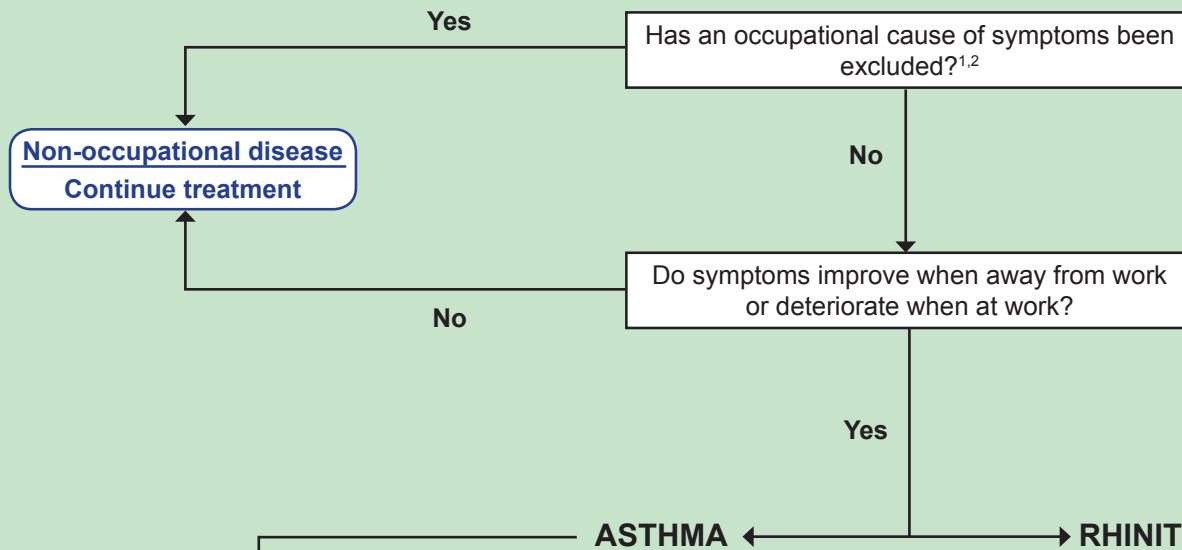 Yes
Has an occupational cause of symptoms been
excluded?1,2
Non-occupational disease
Continue treatment
No
Do symptoms improve when away from work
or deteriorate when at work?
No
Yes
ASTHMA
RHINIT